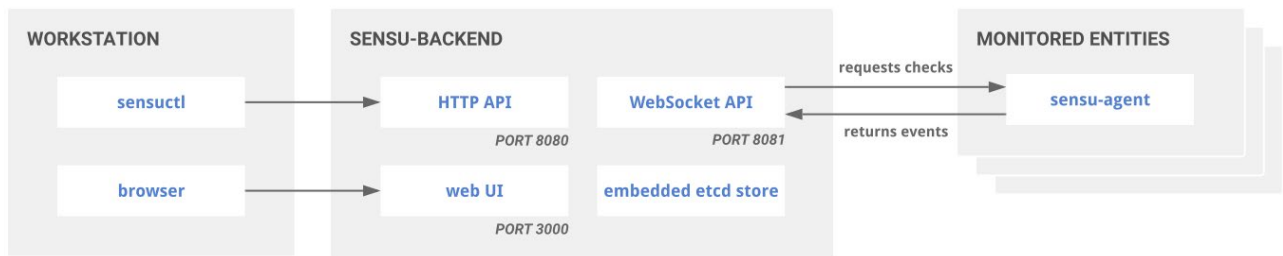 WORKSTATION
sensuctl
browser
SENSU-BACKEND
HTTP API
PORT 8080
web UI
PORT 3000
WebSocket API
PORT 8081
embedded etcd store
requests checks
returns events
MONITORED ENTITIES
sensu-agent